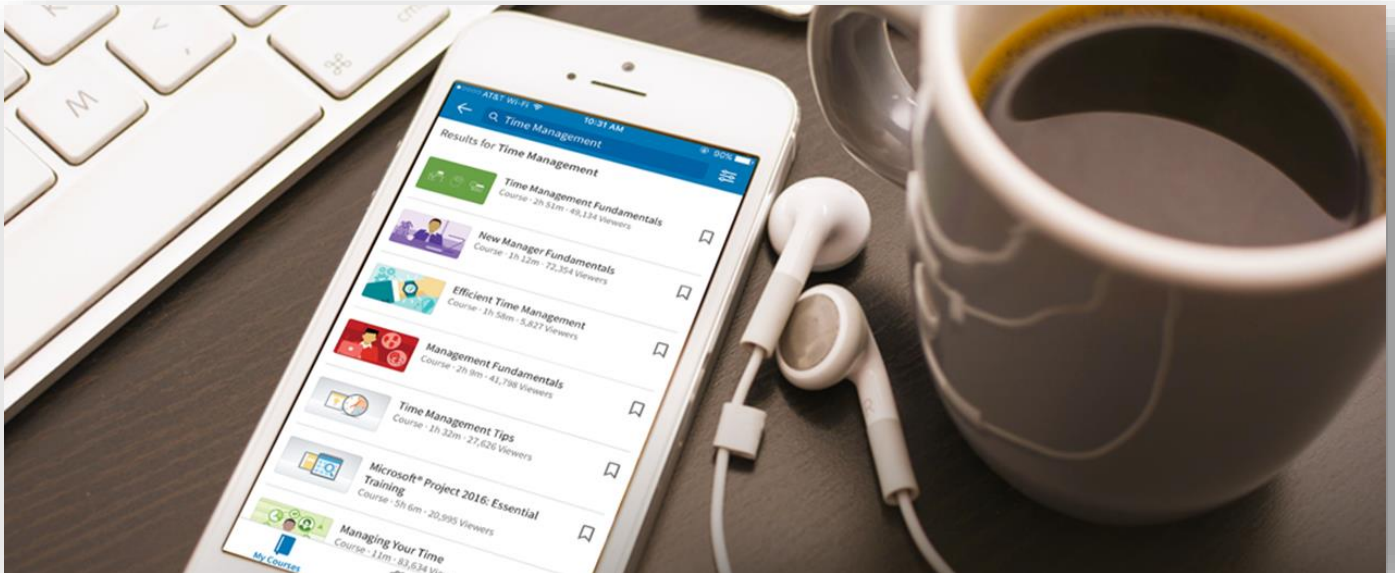 AT&T Wi-Fi 10:31 AM 90%
Time Management
Results for Time Management
Time Management Fundamentals
Course · 2h 51m · 49,134 Viewers
New Manager Fundamentals
Course · 1h 12m · 72,354 Viewers
Efficient Time Management
Course · 1h 58m · 5,827 Viewers
Management Fundamentals
Course · 2h 9m · 41,798 Viewers
Time Management Tips
Course · 1h 32m · 27,626 Viewers
Microsoft® Project 2016: Essential
Training
Course · 5h 6m · 20,995 Viewers
Managing Your Time
Course · 11m · 83,634
My Courses
M
R